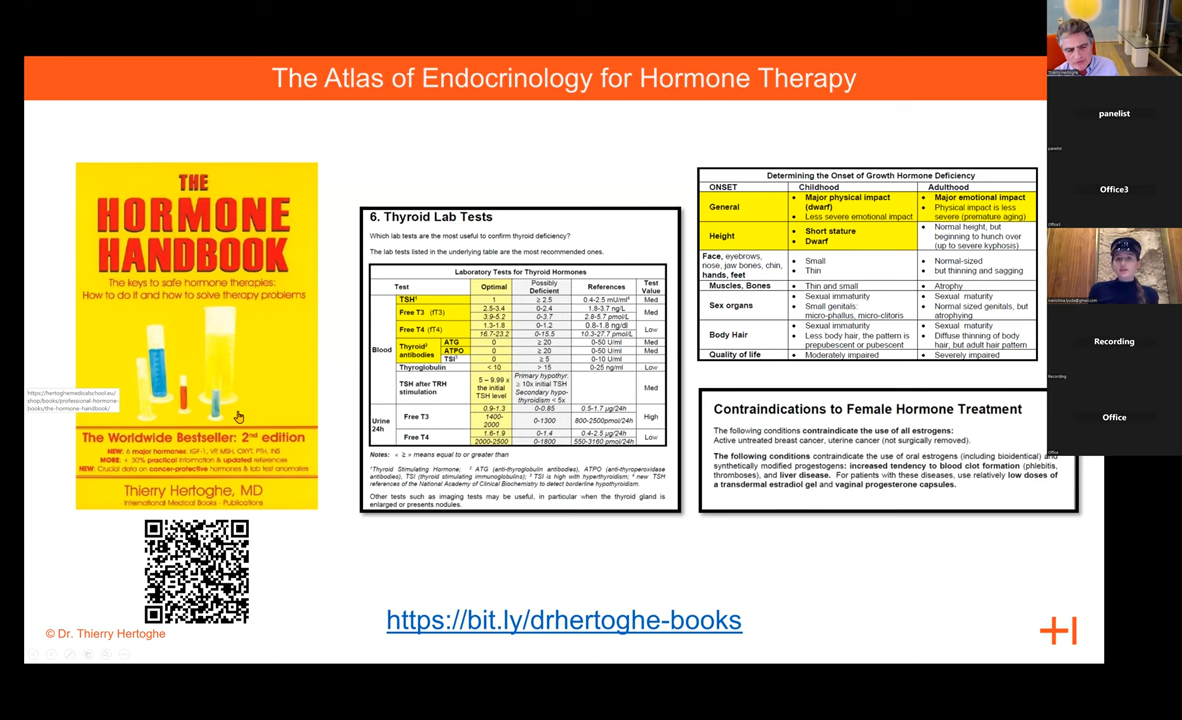 The Atlas of Endocrinology for Hormone Therapy
THE
HORMONE
HANDBOOK
The keys to safe hormone therapies:
How to do it and how to solve therapy problems
https://hertoghemedicalschool.eu/
shop/books/professional-hormone-
books/the-hormone-handbook/
The Worldwide Bestseller: 2nd edition
NEW: 6 major hormones: IGF-1, VP, MSH, OXYT, PTH, INS
MORE: + 30% practical information & updated references
NEW: Crucial data on cancer-protective hormones & lab test anomalies
Thierry Hertoghe, MD
International Medical Books - Publications
© Dr. Thierry Hertoghe
6. Thyroid Lab Tests
Which lab tests are the most useful to confirm thyroid deficiency?
The lab tests listed in the underlying table are the most recommended ones.
Laboratory Tests for Thyroid Hormones
Test Optimal Possibly Deficient References Test Value
Blood
TSH¹ 1 ≥ 2.5 0.4-2.5 mU/ml⁴ Med
Free T3 (fT3) 2.5-3.4 0-2.4 1.8-3.7 ng/L Med
3.9-5.2 0-3.7 2.8-5.7 pmol/L
Free T4 (fT4) 1.3-1.8 0-1.2 0.8-1.8 ng/dl Low
16.7-23.2 0-15.5 10.3-27.7 pmol/L
Thyroid² antibodies ATG 0 ≥ 20 0-50 U/ml Med
ATPO 0 ≥ 20 0-50 U/ml Med
TSI³ 0 ≥ 5 0-10 U/ml Low
Thyroglobulin < 10 > 15 0-25 ng/ml Low
TSH after TRH stimulation 5 – 9.99 x the initial TSH level Primary hypothyr. ≥ 10x initial TSH Secondary hypo-thyroidism < 5x Med
Urine 24h
Free T3 0.9-1.3 0-0.85 0.5-1.7 µg/24h High
1400-2000 0-1300 800-2500pmol/24h
Free T4 1.6-1.9 0-1.4 0.4-2.5 µg/24h Low
2000-2500 0-1800 550-3160 pmol/24h
Notes: « ≥ » means equal to or greater than
¹Thyroid Stimulating Hormone; ² ATG (anti-thyroglobulin antibodies), ATPO (anti-thyroperoxidase
antibodies), TSI (thyroid stimulating immunoglobulins); ³ TSI is high with hyperthyroidism; ⁴ new TSH
references of the National Academy of Clinical Biochemistry to detect borderline hypothyroidism.
Other tests such as imaging tests may be useful, in particular when the thyroid gland is
enlarged or presents nodules.
https://bit.ly/drhertoghe-books
Determining the Onset of Growth Hormone Deficiency
ONSET Childhood Adulthood
General • Major physical impact (dwarf) • Less severe emotional impact • Major emotional impact • Physical impact is less severe (premature aging)
Height • Short stature • Dwarf • Normal height, but beginning to hunch over (up to severe kyphosis)
Face, eyebrows, nose, jaw bones, chin, hands, feet • Small • Thin • Normal-sized • but thinning and sagging
Muscles, Bones • Thin and small • Atrophy
Sex organs • Sexual immaturity • Small genitals: micro-phallus, micro-clitoris • Sexual maturity • Normal sized genitals, but atrophying
Body Hair • Sexual immaturity • Less body hair, the pattern is prepubescent or pubescent • Sexual maturity • Diffuse thinning of body hair, but adult hair pattern
Quality of life • Moderately impaired • Severely impaired
Contraindications to Female Hormone Treatment
The following conditions contraindicate the use of all estrogens:
Active untreated breast cancer, uterine cancer (not surgically removed).
The following conditions contraindicate the use of oral estrogens (including bioidentical) and
synthetically modified progestogens: increased tendency to blood clot formation (phlebitis,
thromboses), and liver disease. For patients with these diseases, use relatively low doses of
a transdermal estradiol gel and vaginal progesterone capsules.
+I
Thierry Hertoghe
panelist
panelist
Office3
Office3
Recording
Recording
Office
Office